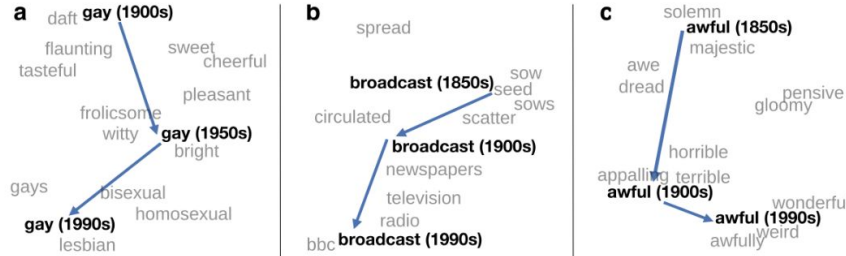 a
daft gay (1900s)
flaunting sweet
tasteful cheerful
pleasant
frolicsome
witty gay (1950s)
bright
gays bisexual
gay (1990s) homosexual
lesbian
b
spread
broadcast (1850s) sow
seed
sows
circulated scatter
broadcast (1900s)
newspapers
television
radio
bbc broadcast (1990s)
c
solemn
awful (1850s)
majestic
awe
dread
pensive
gloomy
horrible
appalling terrible
awful (1900s)
wonderfu
awful (1990s)
weird
awfully